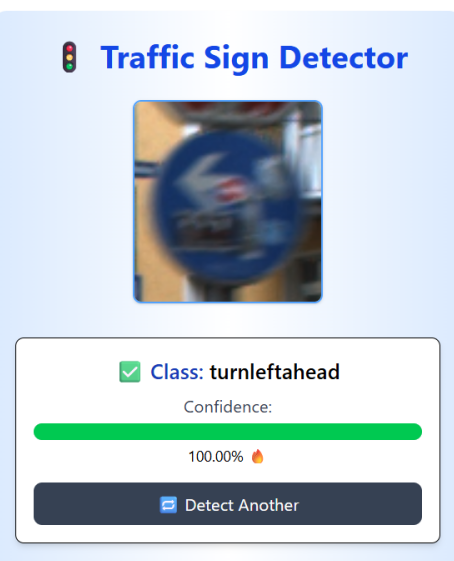 🚦 Traffic Sign Detector
✅ Class: turnleftahead
Confidence:
100.00% 🔥
🔁 Detect Another